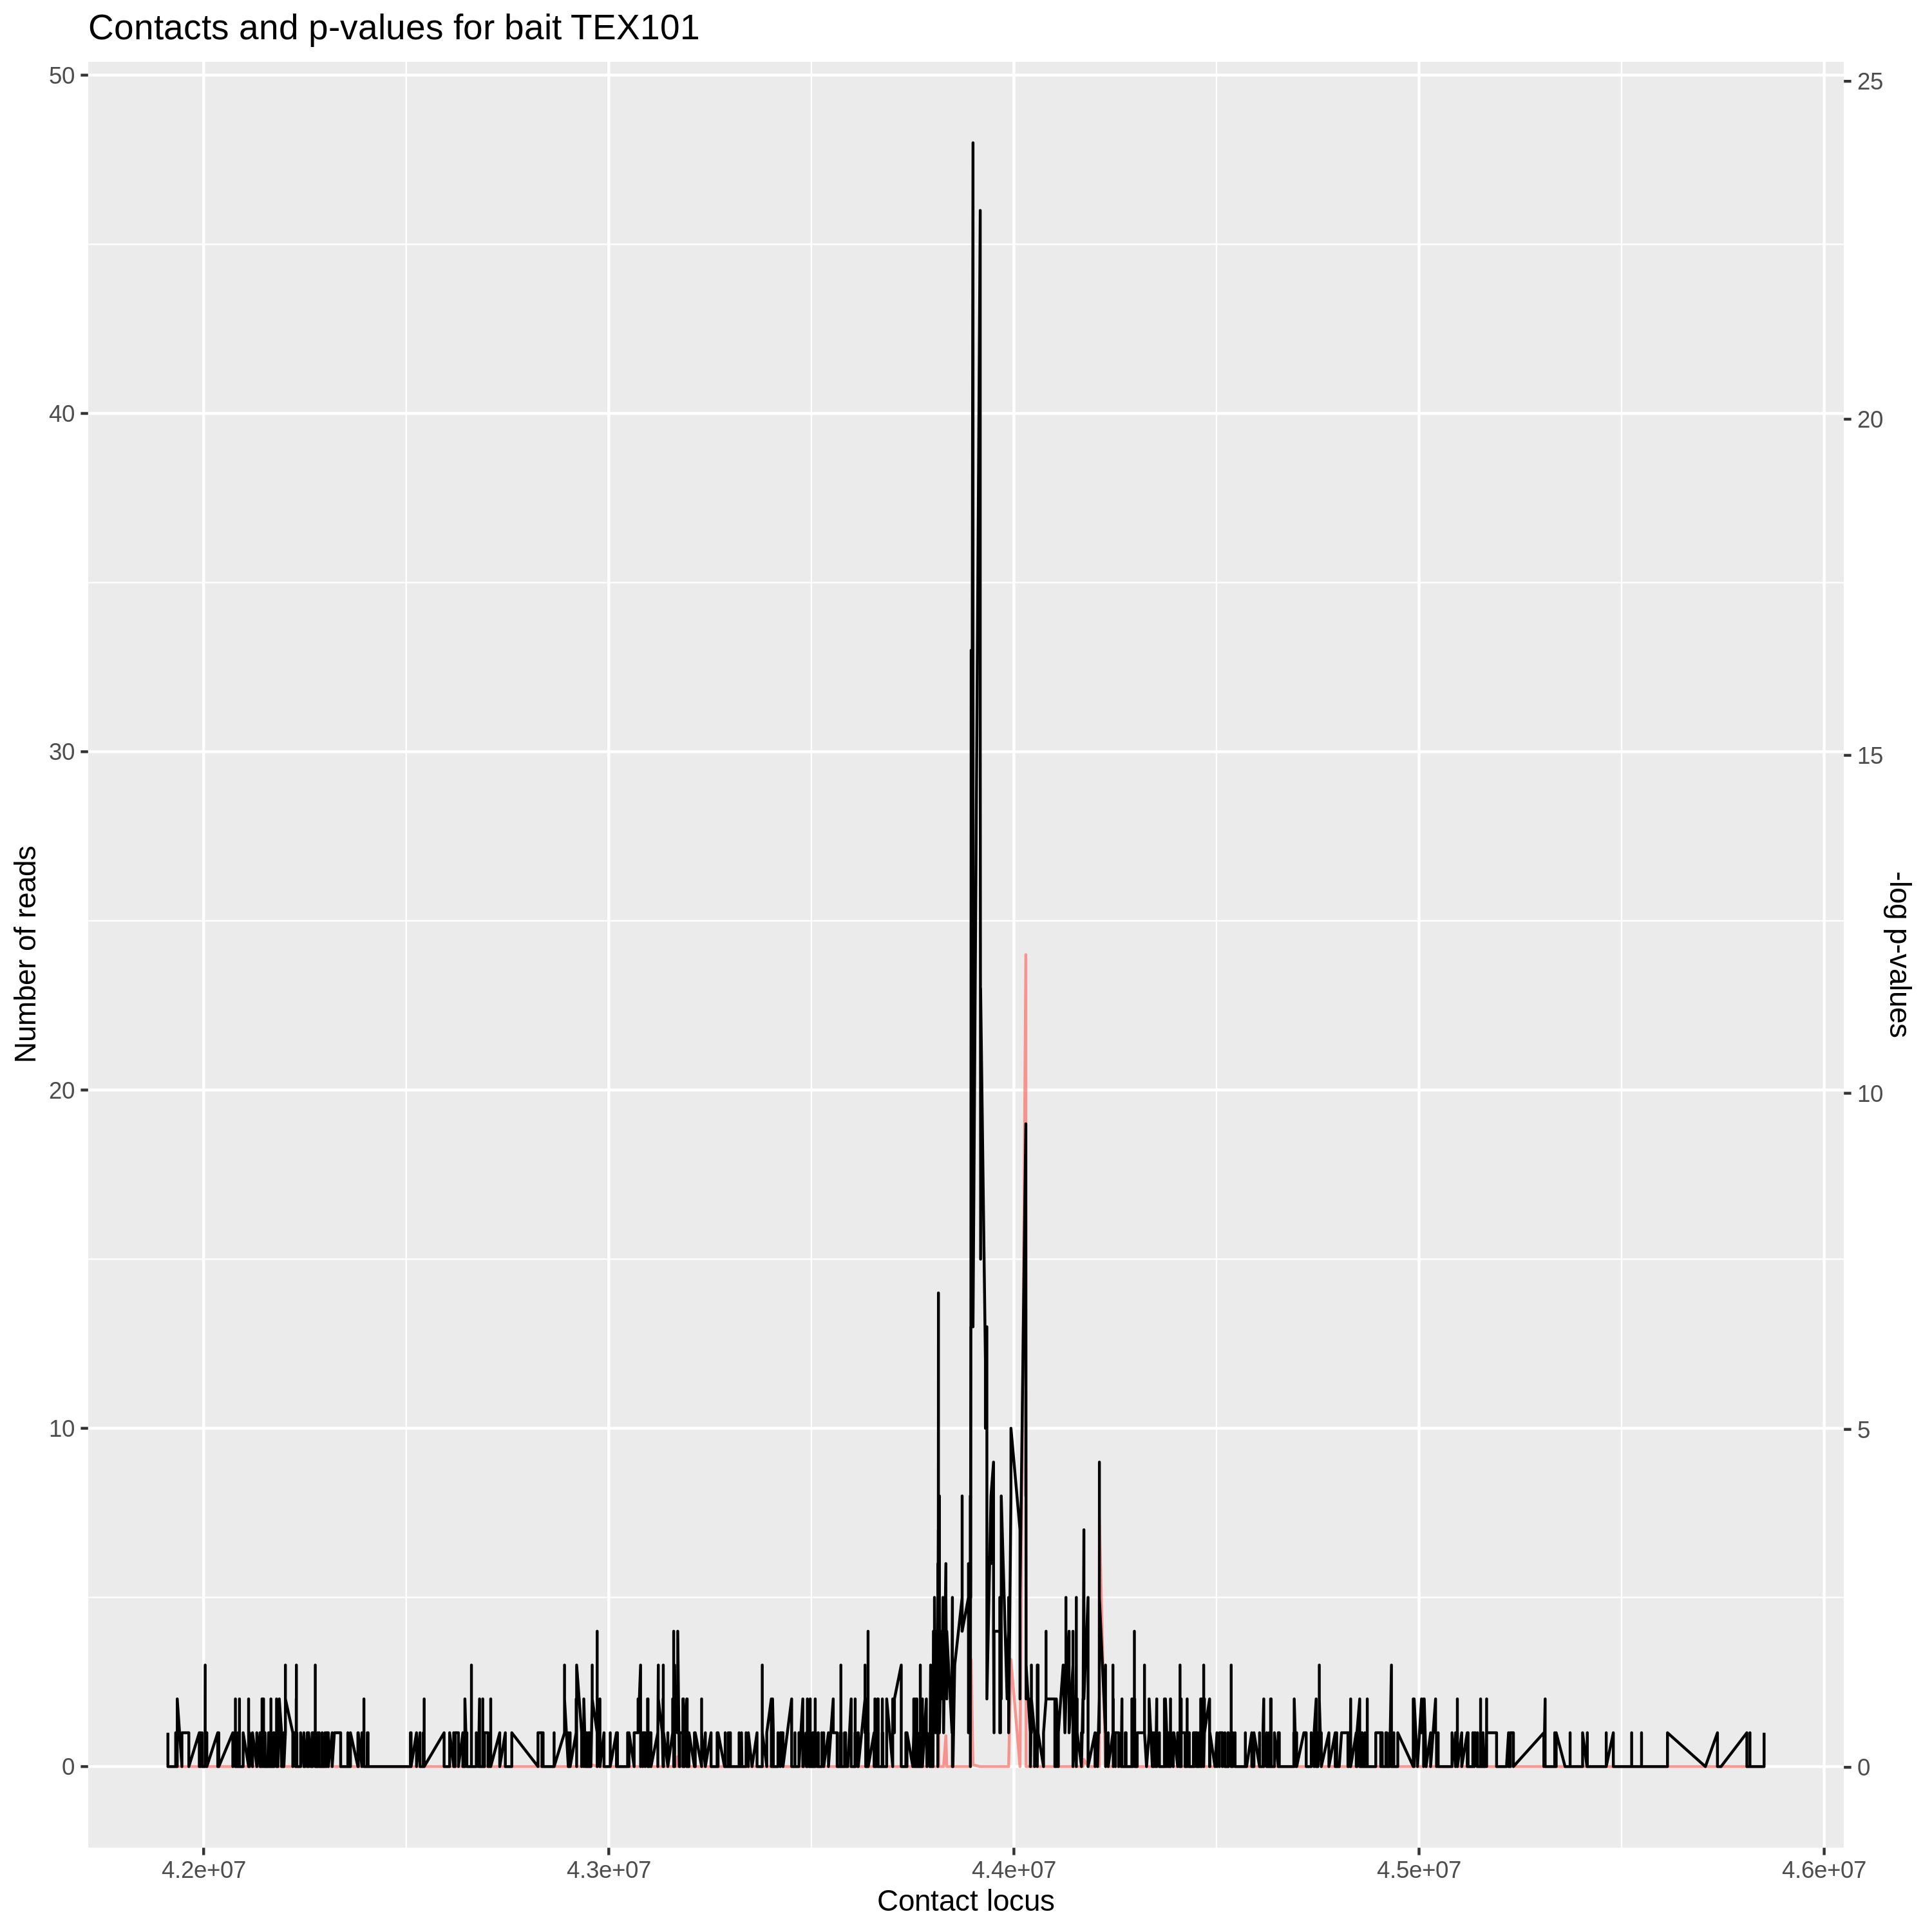 Contacts and p-values for bait TEX101
50
40
30
20
10
0
Number of reads
25
20
15
10
5
0
-log p-values
4.2e+07
4.3e+07
4.4e+07
4.5e+07
4.6e+07
Contact locus